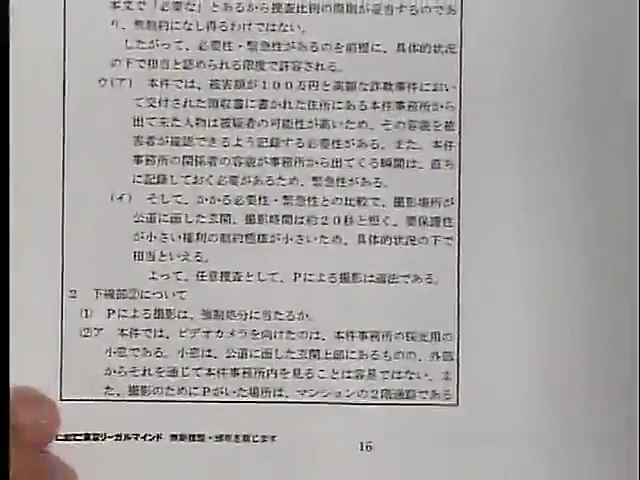 本文で「必要な」とあるから捜査比例の原則が妥当するのであ
り、無制約になし得るわけではない。
したがって、必要性・緊急性があるのを前提に、具体的状況
の下で相当と認められる限度で許容される。
ウ(ア) 本件では、被害額が100万円と高額な詐欺事件におい
て交付された領収書に書かれた住所にある本件事務所から
出て来た人物は被疑者の可能性が高いため、その容貌を被
害者が確認できるよう記録する必要性がある。また、本件
事務所の関係者の容貌が事務所から出てくる瞬間は、直ち
に記録しておく必要があるため、緊急性がある。
(イ) そして、かかる必要性・緊急性との比較で、撮影場所が
公道に面した玄関、撮影時間は約20秒と短く、要保護性
が小さい権利の制約態様が小さいため、具体的状況の下で
相当といえる。
よって、任意捜査として、Pによる撮影は適法である。
2 下線部②について
(1) Pによる撮影は、強制処分に当たるか。
(2)ア 本件では、ビデオカメラを向けたのは、本件事務所の採光用の
小窓である。小窓は、公道に面した玄関上部にあるものの、外部
からそれを通じて本件事務所内を見ることは容易ではない。ま
た、撮影のためにPがいた場所は、マンションの2階通路である
LEC東京リーガルマインド 無断複製・頒布を禁じます
16